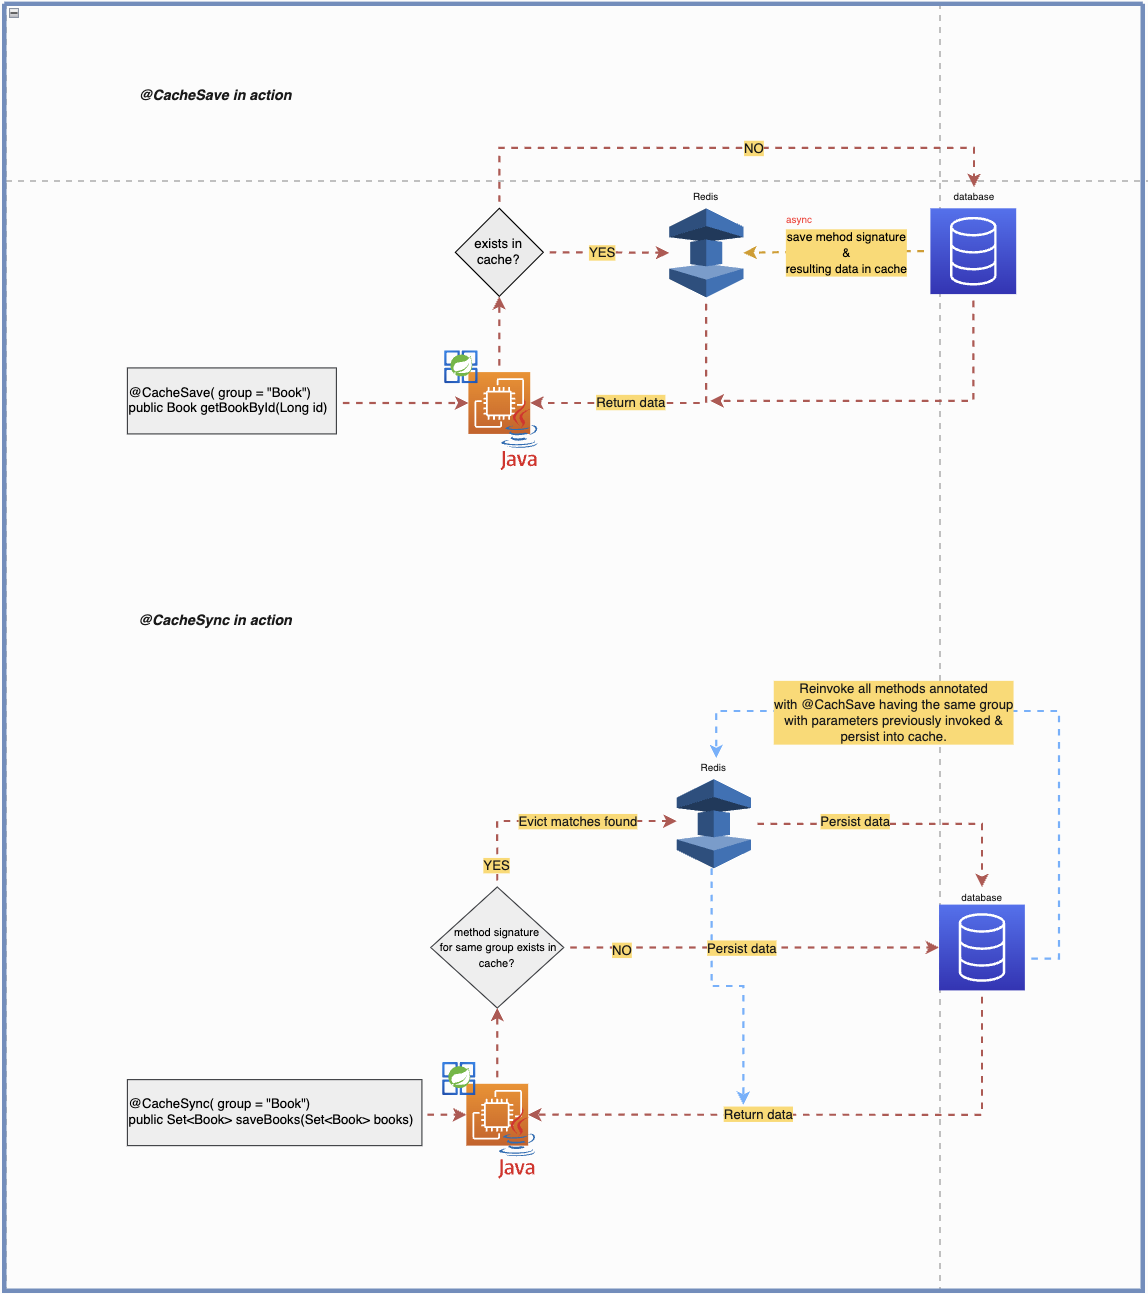 @CacheSave in action
NO
Redis
database
async
save mehod signature
&
resulting data in cache
exists in
cache?
YES
@CacheSave( group = "Book")
public Book getBookById(Long id)
Return data
Java
@CacheSync in action
Reinvoke all methods annotated
with @CachSave having the same group
with parameters previously invoked &
persist into cache.
Redis
Evict matches found
Persist data
YES
database
method signature
for same group exists in
cache?
NO
Persist data
@CacheSync( group = "Book")
public Set<Book> saveBooks(Set<Book> books)
Return data
Java